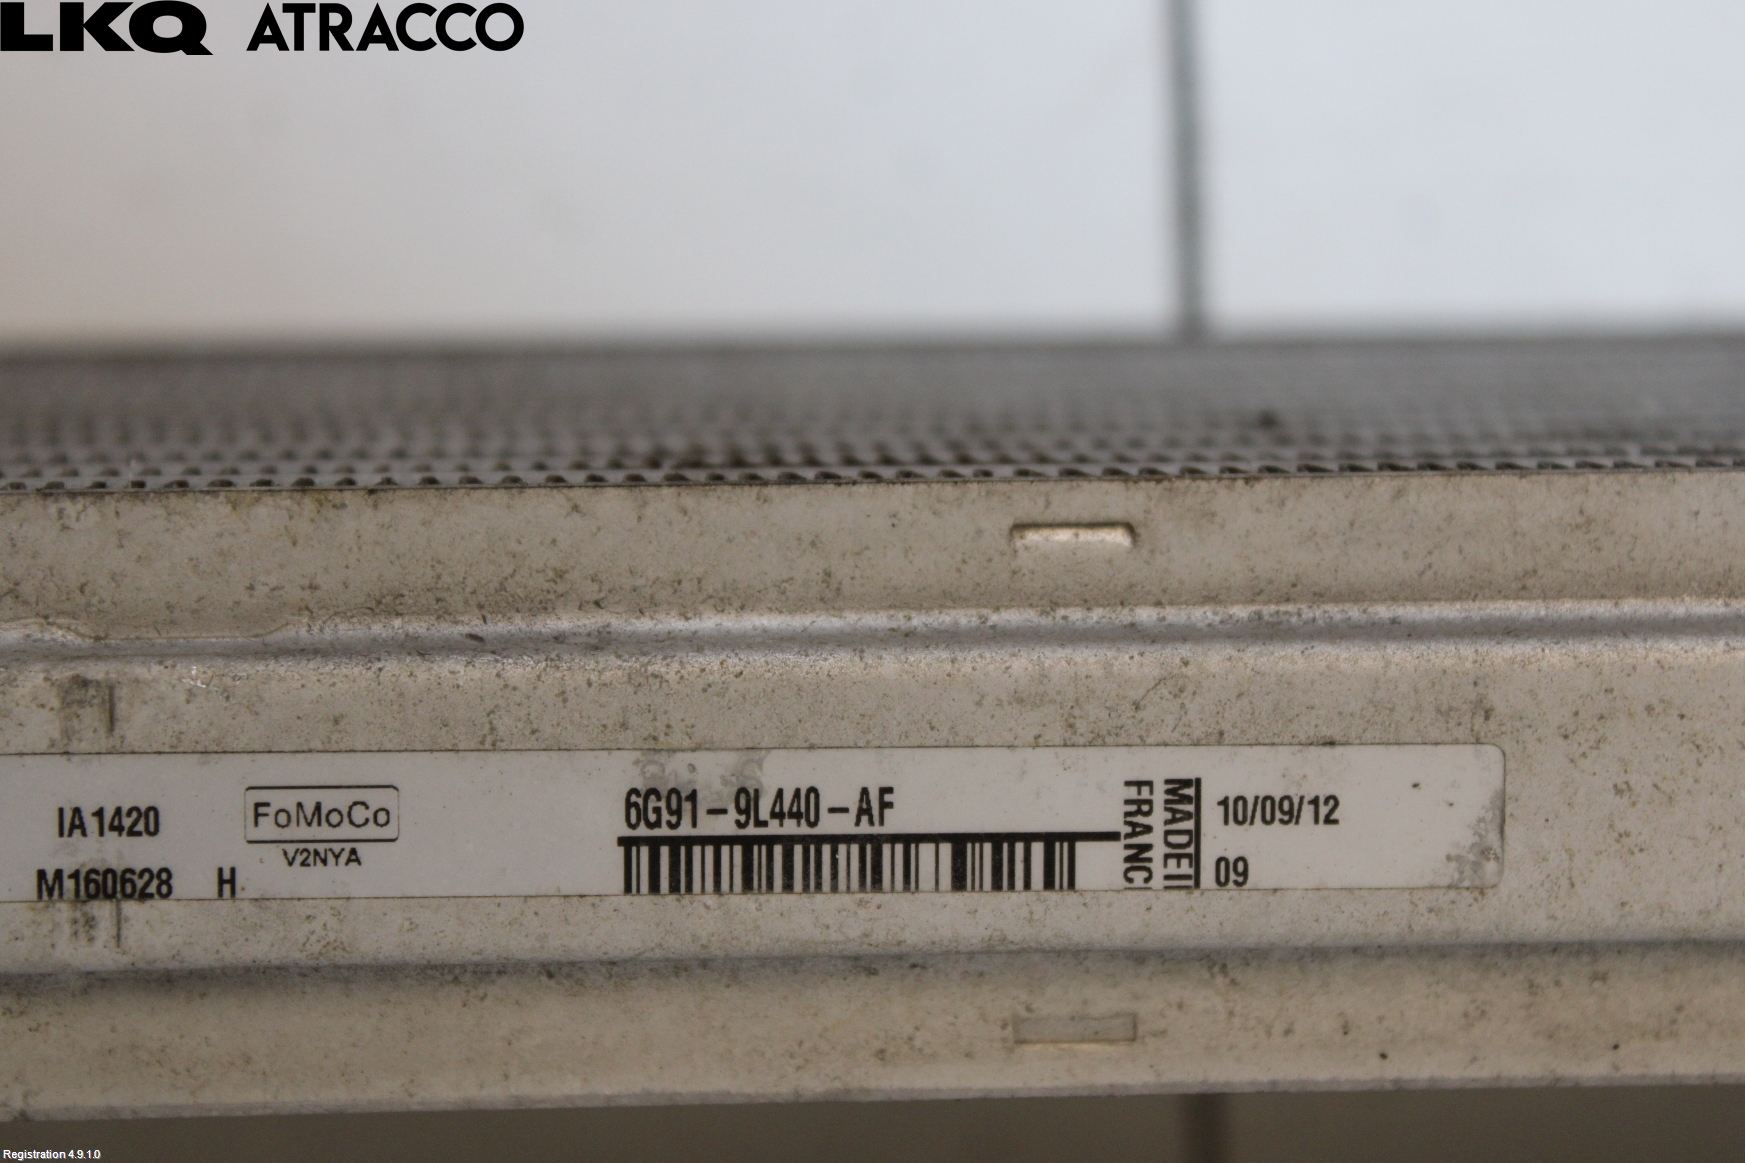 LKQ ATRACCO
IA1420
M160628 H
FoMoCo
V2NYA
6G91-9L440-AF
MADEI
FRANC
10/09/12
09
Registration 4.9.1.0